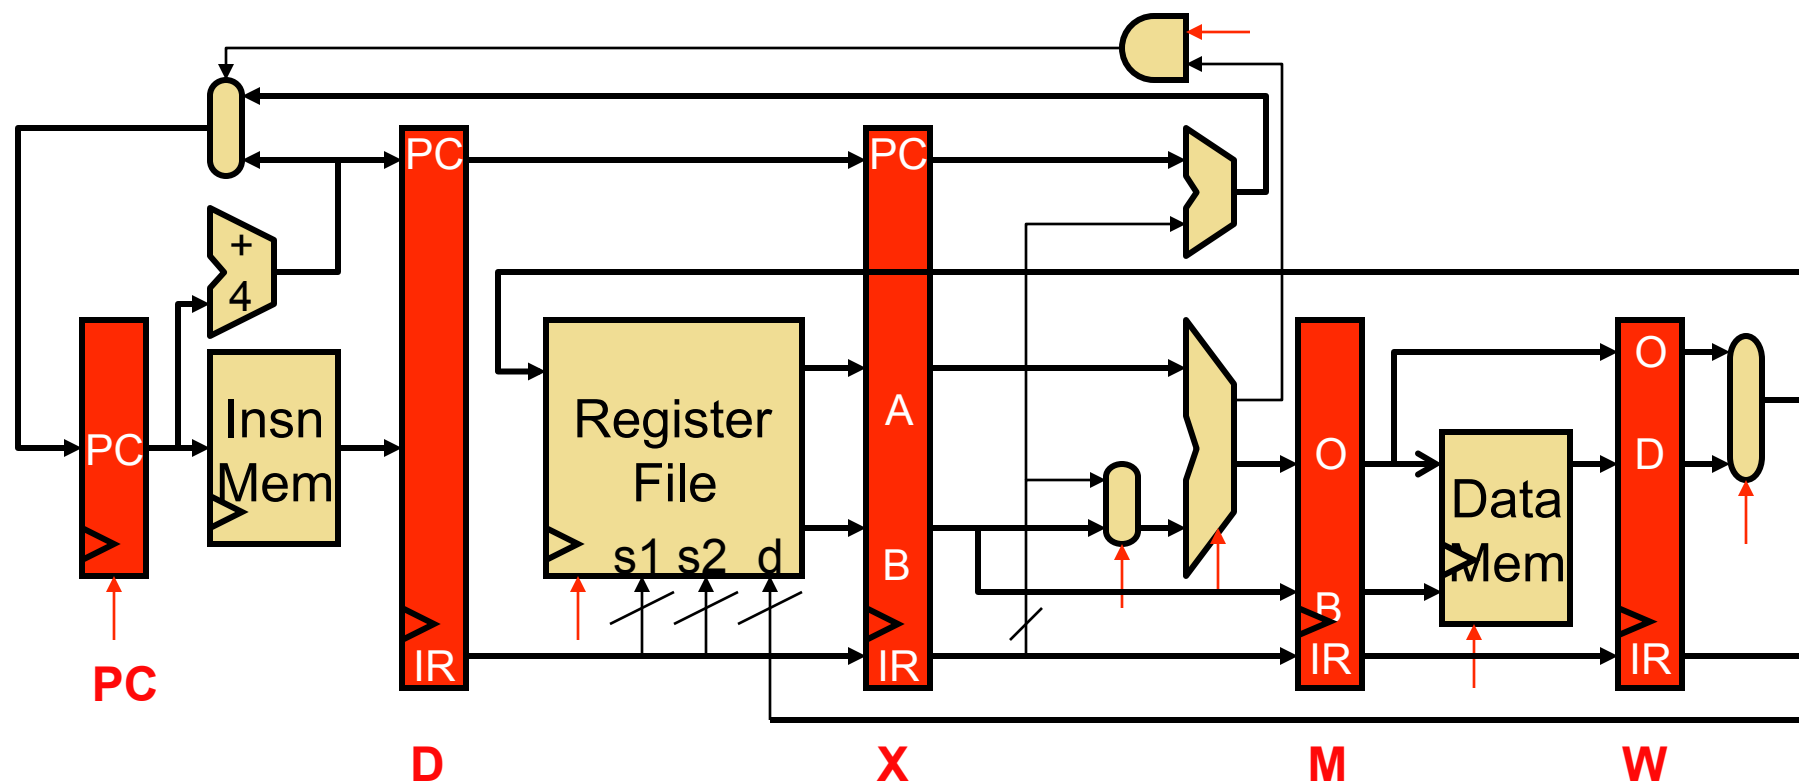 PC
PC
+
4
PC
Insn
Mem
Register
File
s1 s2 d
A
B
O
B
O
D
Data
Mem
IR
IR
IR
IR
PC
D
X
M
W